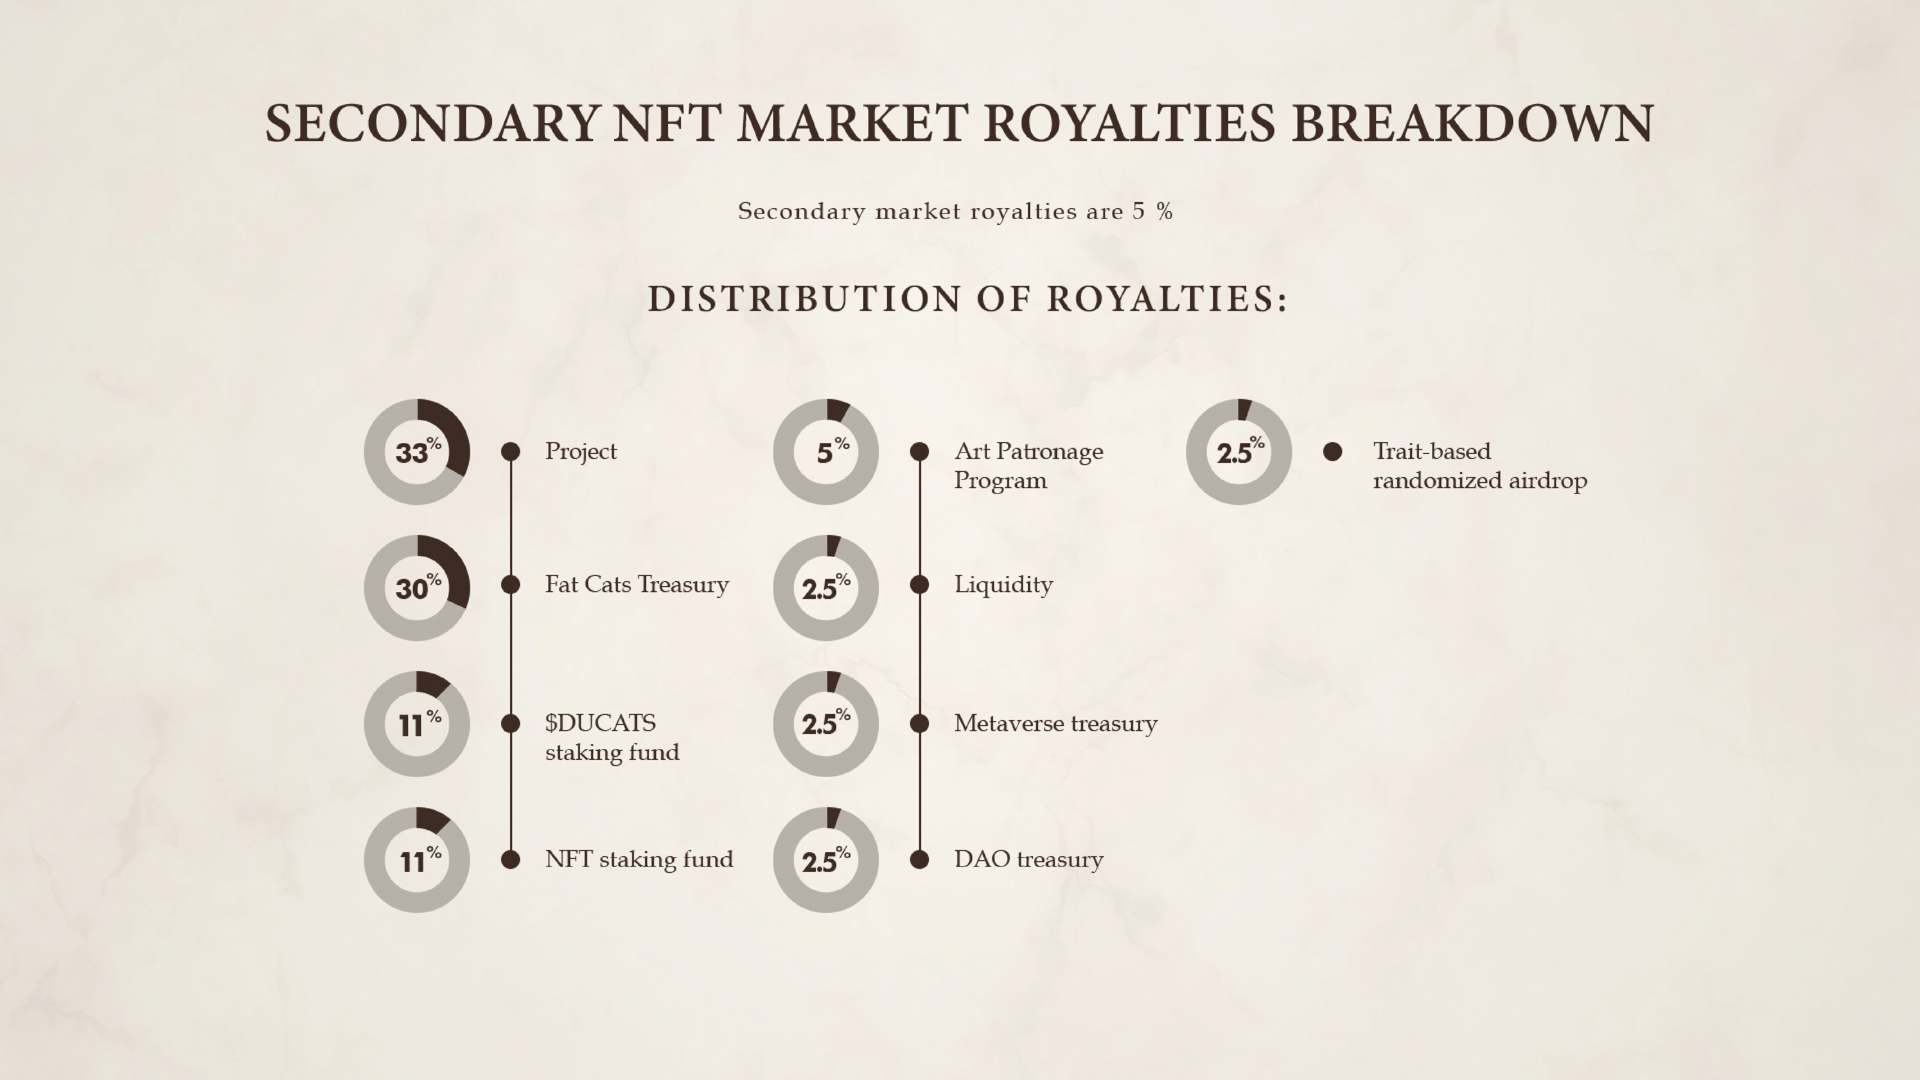 SECONDARY NFT MARKET ROYALTIES BREAKDOWN
Secondary market royalties are 5 %
DISTRIBUTION OF ROYALTIES:
33%
Project
30%
Fat Cats Treasury
11%
$DUCATS
staking fund
11%
NFT staking fund
5%
Art Patronage
Program
2.5%
Liquidity
2.5%
Metaverse treasury
2.5%
DAO treasury
2.5%
Trait-based
randomized airdrop